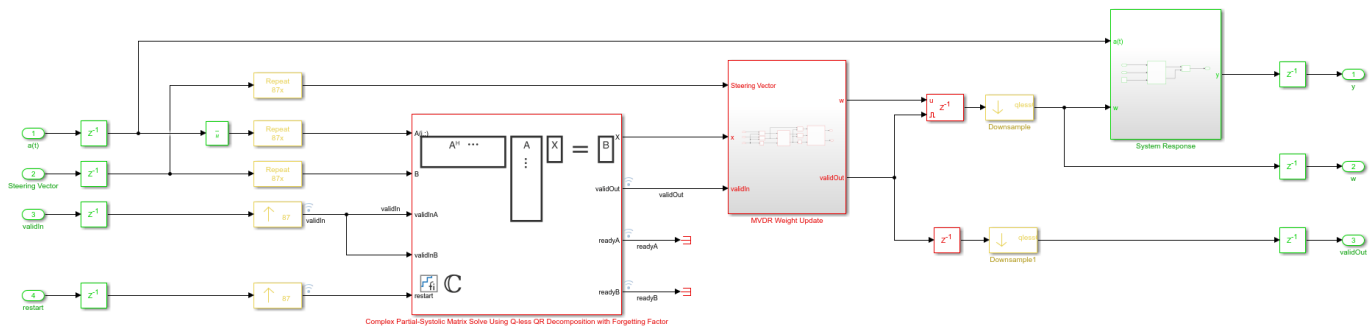 a(t)
y
w
System Response
z⁻¹
1
y
Repeat
87x
Steering Vector
w
x
validOut
validIn
MVDR Weight Update
u
z⁻¹
Downsample
1
a(t)
z⁻¹
Repeat
87x
A(i,:)
Aᴴ ...
A
⋮
X
=
B
X
2
Steering Vector
z⁻¹
Repeat
87x
B
validOut
validOut
z⁻¹
2
w
3
validIn
z⁻¹
87
validIn
validIn
validInA
validInB
readyA
readyA
z⁻¹
Downsample1
z⁻¹
3
validOut
4
restart
z⁻¹
87
restart
fi
ℂ
readyB
readyB
Complex Partial-Systolic Matrix Solve Using Q-less QR Decomposition with Forgetting Factor